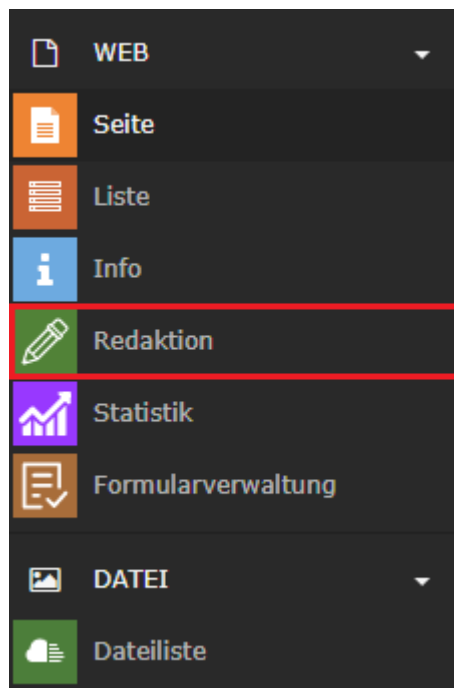 WEB
Seite
Liste
Info
Redaktion
Statistik
Formularverwaltung
DATEI
Dateiliste